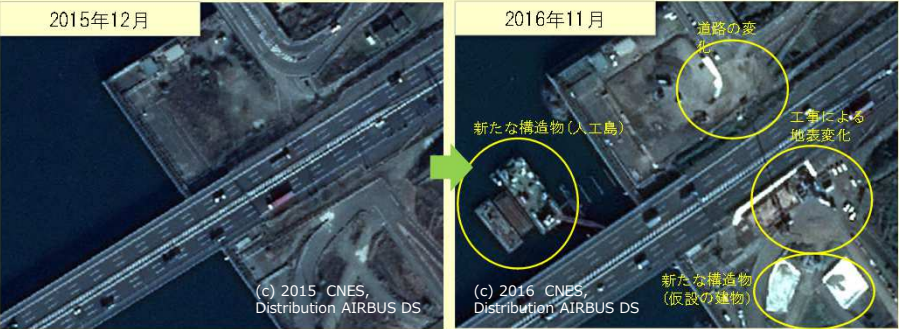 2015年12月
2016年11月
道路の変
化
新たな構造物(人工島)
工事による
地表変化
新たな構造物
(仮設の建物)
(c) 2015 CNES,
Distribution AIRBUS DS
(c) 2016 CNES,
Distribution AIRBUS DS